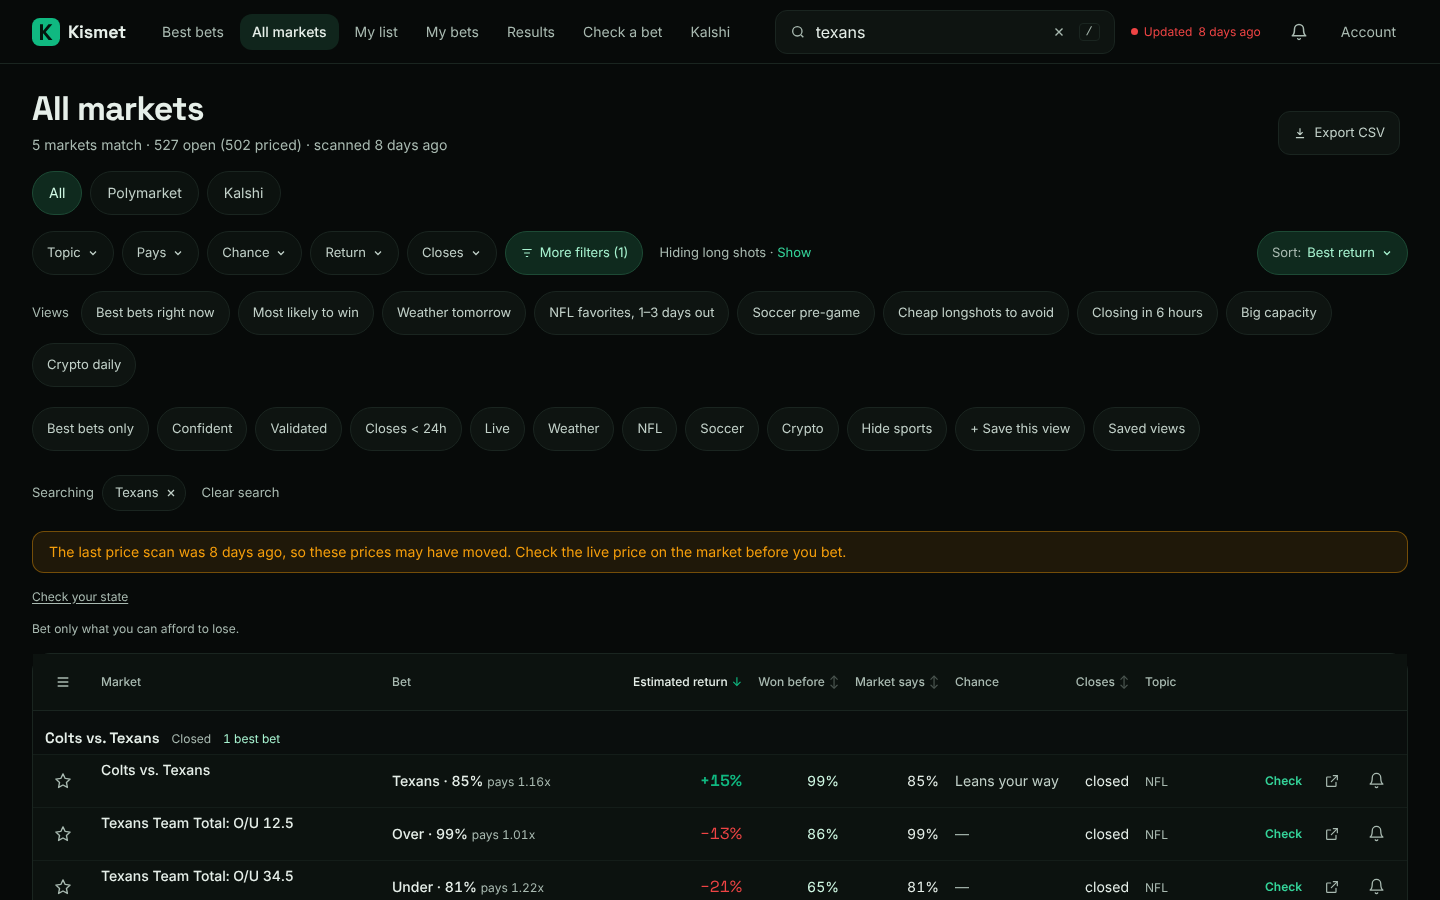 Kismet Best bets All markets My list My bets Results Check a bet Kalshi texans / Updated 8 days ago Account
All markets
5 markets match · 527 open (502 priced) · scanned 8 days ago
Export CSV
All Polymarket Kalshi
Topic Pays Chance Return Closes More filters (1) Hiding long shots · Show Sort: Best return
Views Best bets right now Most likely to win Weather tomorrow NFL favorites, 1–3 days out Soccer pre-game Cheap longshots to avoid Closing in 6 hours Big capacity
Crypto daily
Best bets only Confident Validated Closes < 24h Live Weather NFL Soccer Crypto Hide sports + Save this view Saved views
Searching Texans × Clear search
The last price scan was 8 days ago, so these prices may have moved. Check the live price on the market before you bet.
Check your state
Bet only what you can afford to lose.
Market Bet Estimated return ↓ Won before Market says Chance Closes Topic
Colts vs. Texans Closed 1 best bet
Colts vs. Texans Texans · 85% pays 1.16x +15% 99% 85% Leans your way closed NFL Check
Texans Team Total: O/U 12.5 Over · 99% pays 1.01x −13% 86% 99% — closed NFL Check
Texans Team Total: O/U 34.5 Under · 81% pays 1.22x −21% 65% 81% — closed NFL Check